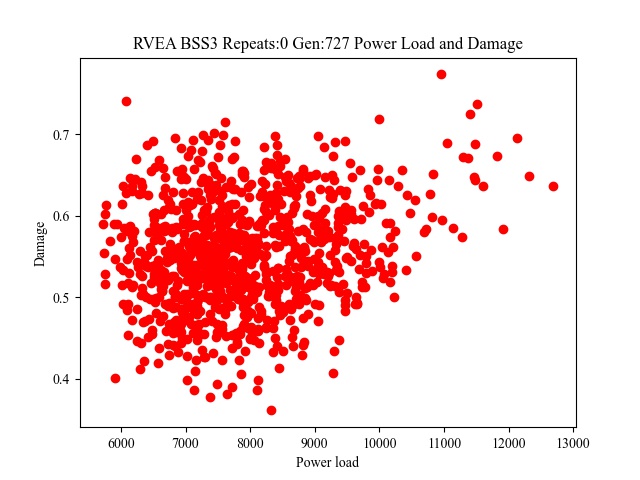 RVEA BSS3 Repeats:0 Gen:727 Power Load and Damage
0.7
0.6
0.5
0.4
Damage
6000 7000 8000 9000 10000 11000 12000 13000
Power load